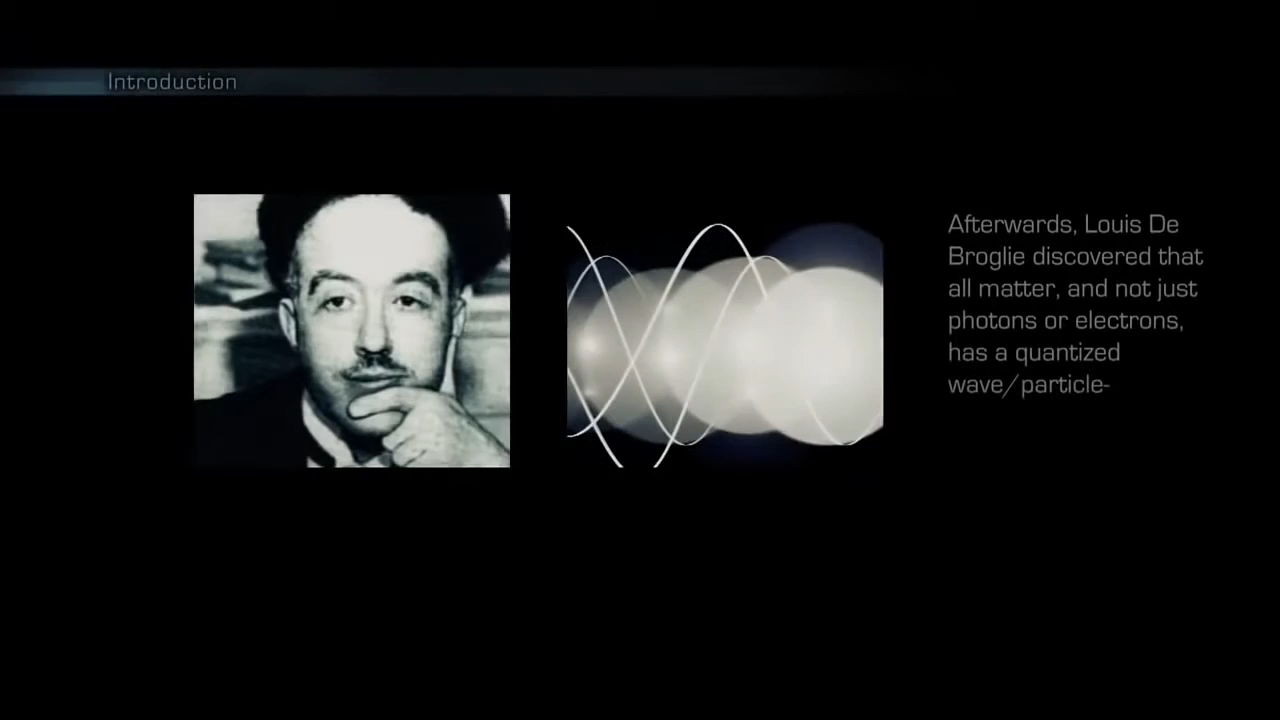 Introduction
Afterwards, Louis De
Broglie discovered that
all matter, and not just
photons or electrons,
has a quantized
wave/particle-